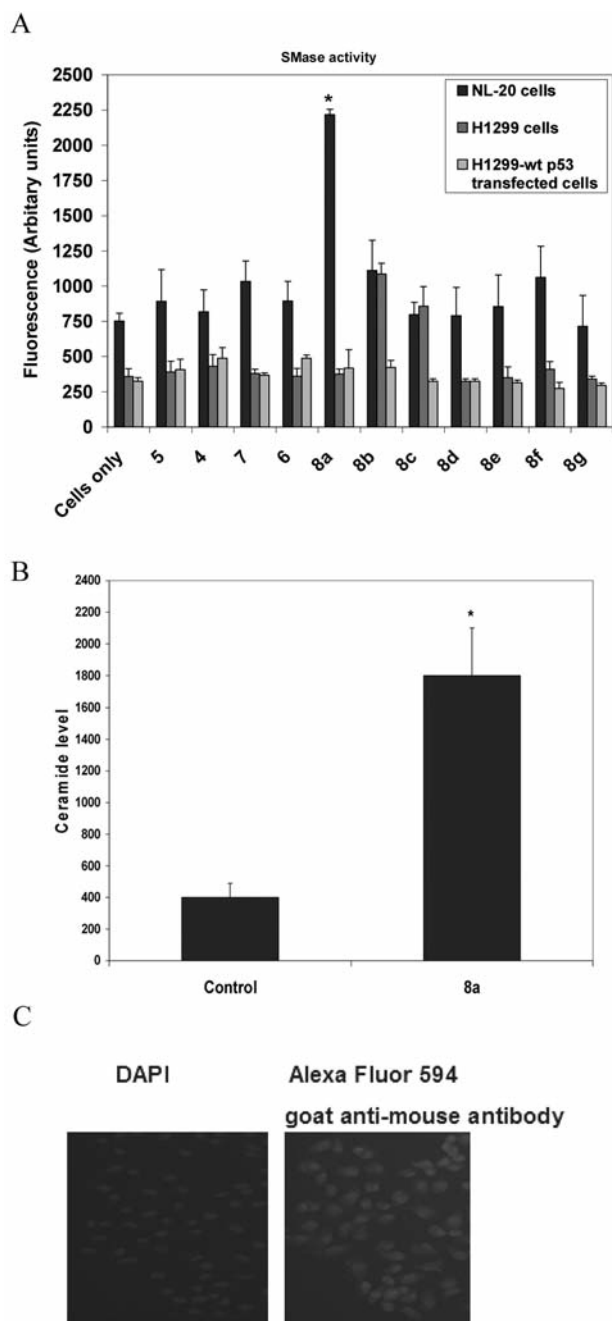 A
SMase activity
2500
2250
2000
1750
1500
1250
1000
750
500
250
0
Fluorescence (Arbitary units)
*
NL-20 cells
H1299 cells
H1299-wt p53
transfected cells
Cells only
5
4
7
6
8a
8b
8c
8d
8e
8f
8g
B
2400
2200
2000
1800
1600
1400
1200
1000
800
600
400
200
0
Ceramide level
*
Control
8a
C
DAPI
Alexa Fluor 594
goat anti-mouse antibody